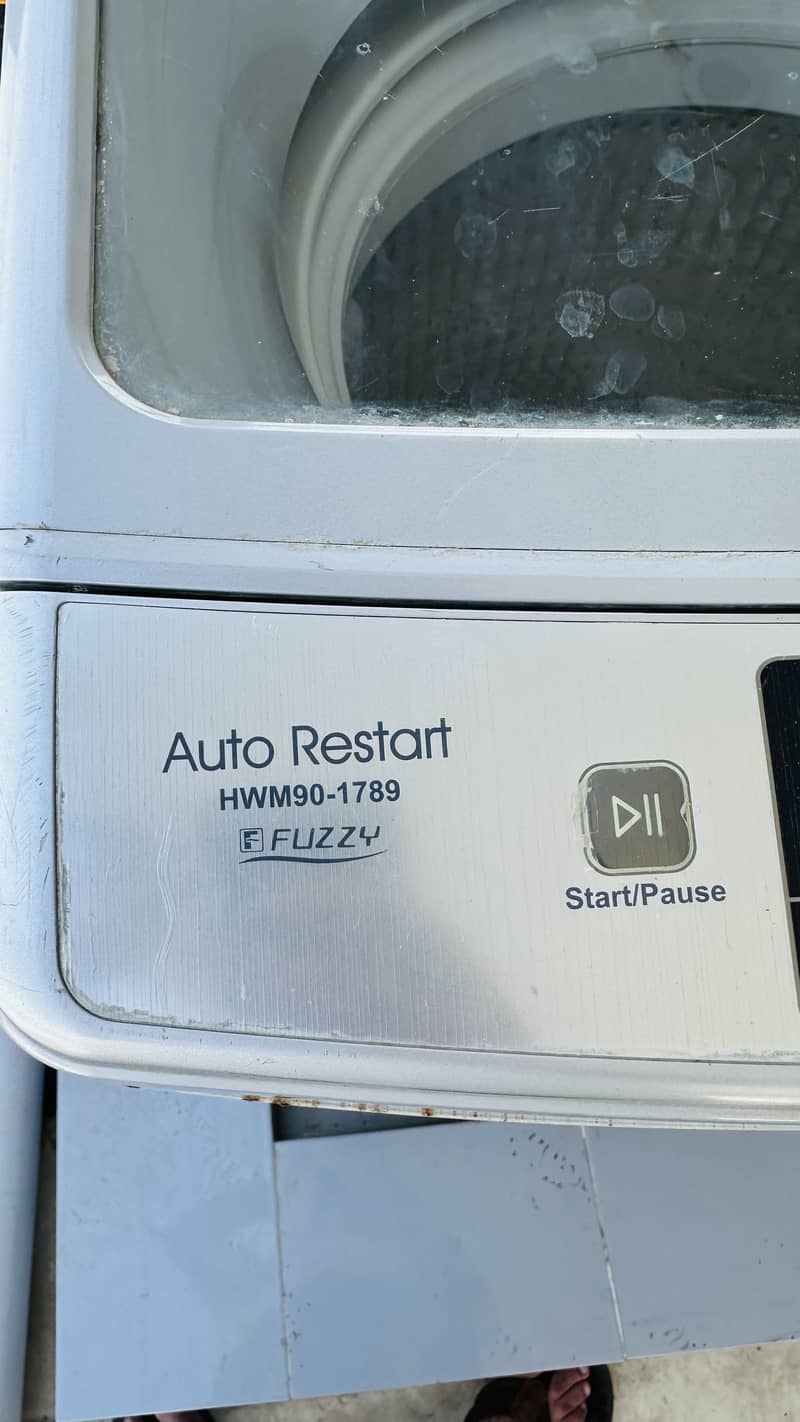 Auto Restart
HWM90-1789
F FUZZY
Start/Pause